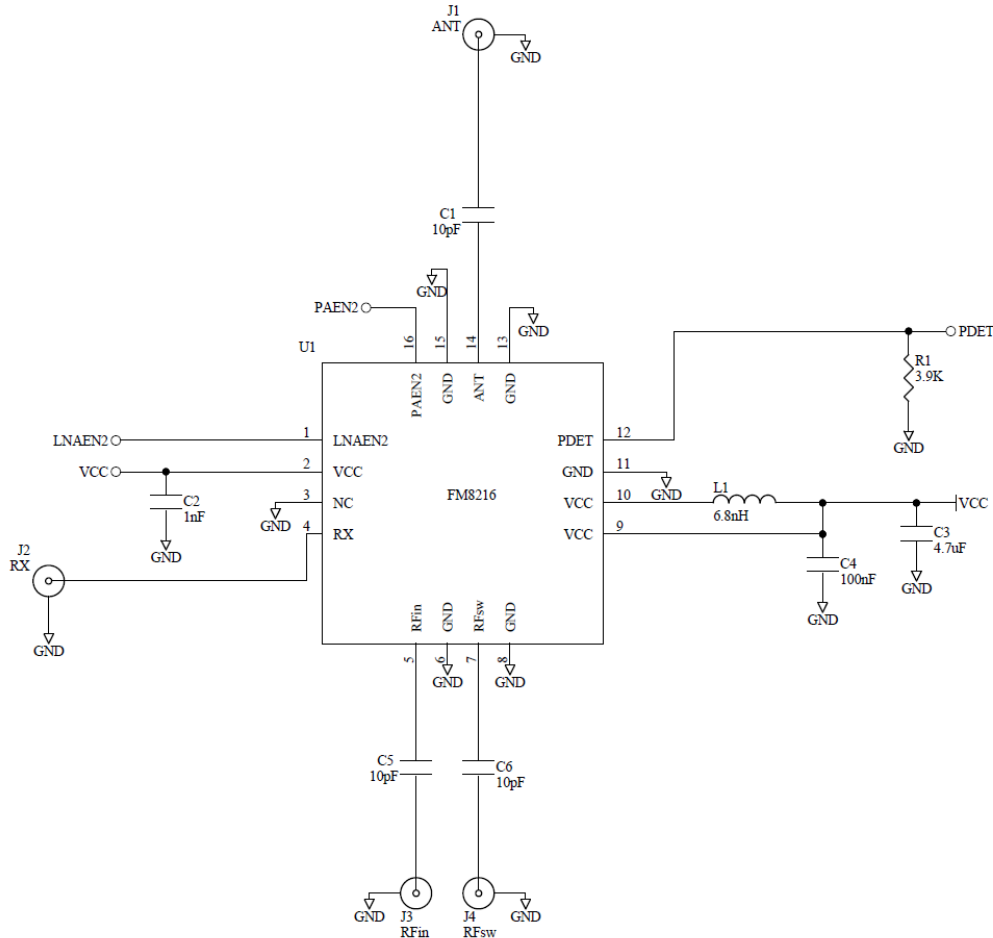 J1
ANT
GND
C1
10pF
GND
PAEN2
GND
U1
16
15
14
13
PAEN2
GND
ANT
GND
PDET
R1
3.9K
GND
LNAEN2
1
LNAEN2
PDET
12
VCC
2
VCC
GND
11
GND
C2
1nF
GND
3
NC
FM8216
VCC
10
L1
6.8nH
VCC
GND
4
RX
VCC
9
C3
4.7uF
GND
C4
100nF
GND
J2
RX
GND
RFin
GND
RFsw
GND
5
6
7
8
GND
GND
C5
10pF
C6
10pF
GND
J3
RFin
J4
RFsw
GND